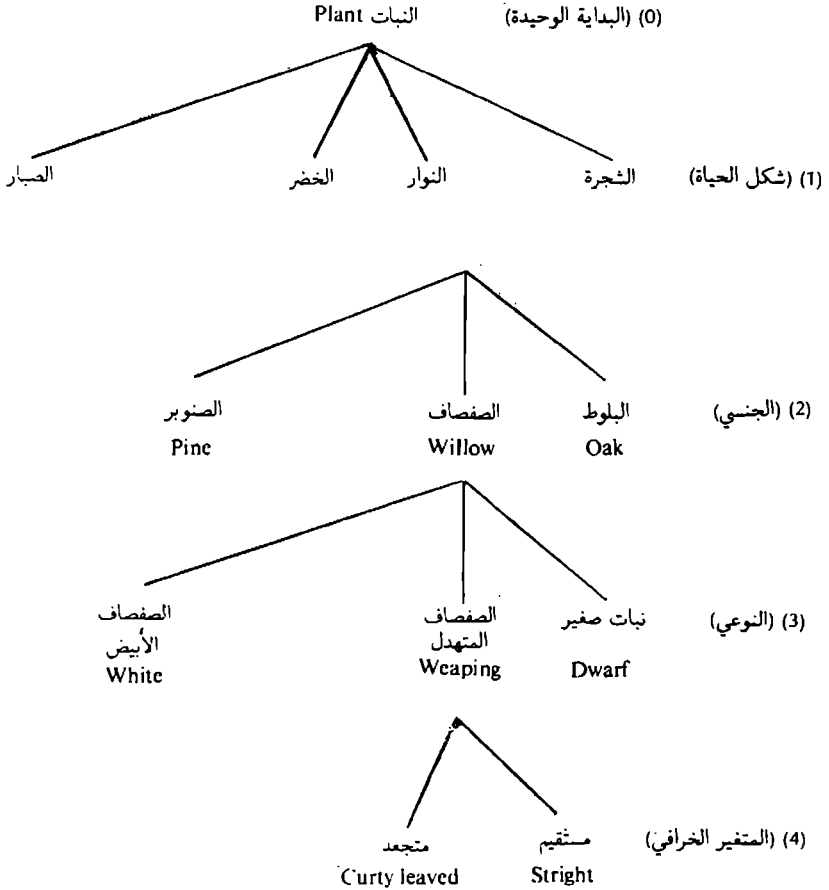 (0) (البداية الوحيدة) النبات Plant
(1) (شكل الحياة) الشجرة النوار الخضر الصبار
(2) (الجنسي) البلوط الصفصاف الصنوبر
Oak Willow Pine
(3) (النوعي) نبات صغير الصفصاف الصفصاف
المتهدل الأبيض
Dwarf Weaping White
(4) (المتغير الخرافي) مستقيم متجعد
Stright Curty leaved